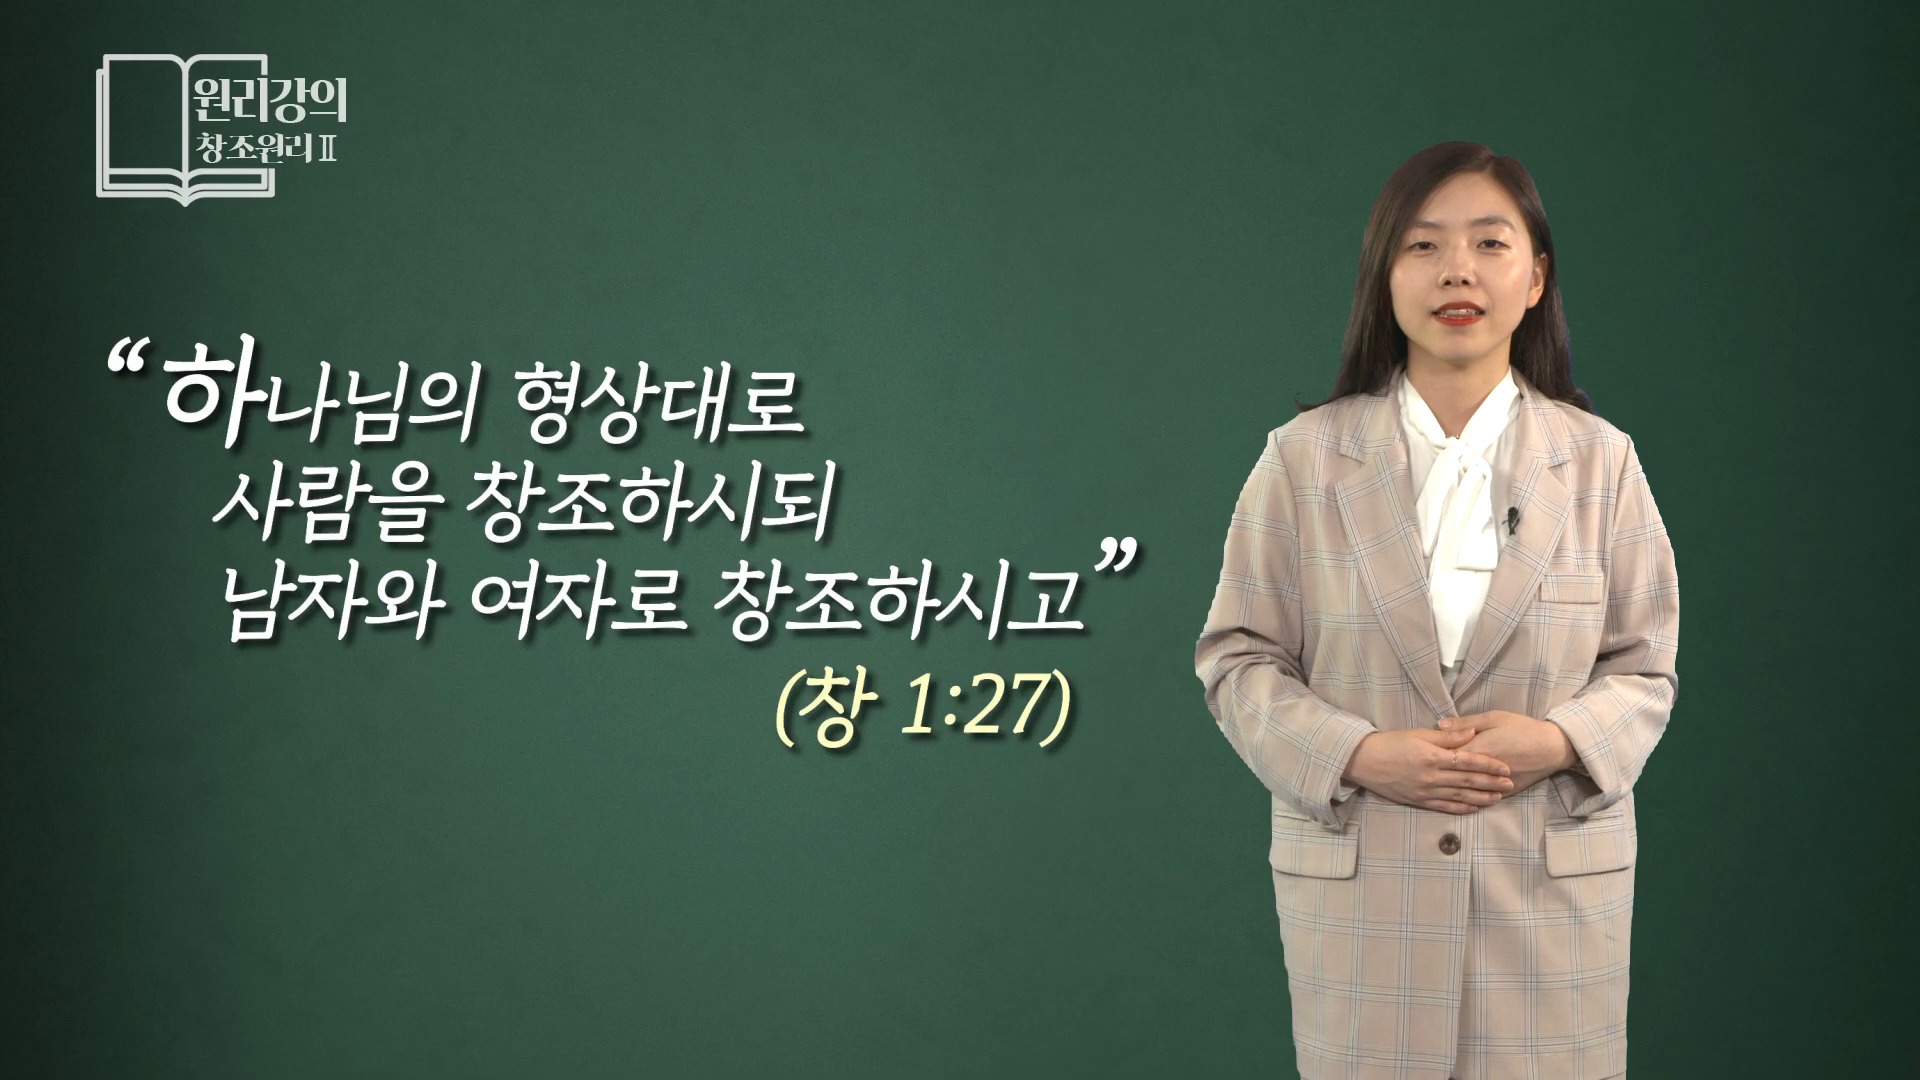 원리강의
창조원리Ⅱ
“하나님의 형상대로
사람을 창조하시되
남자와 여자로 창조하시고”
(창 1:27)